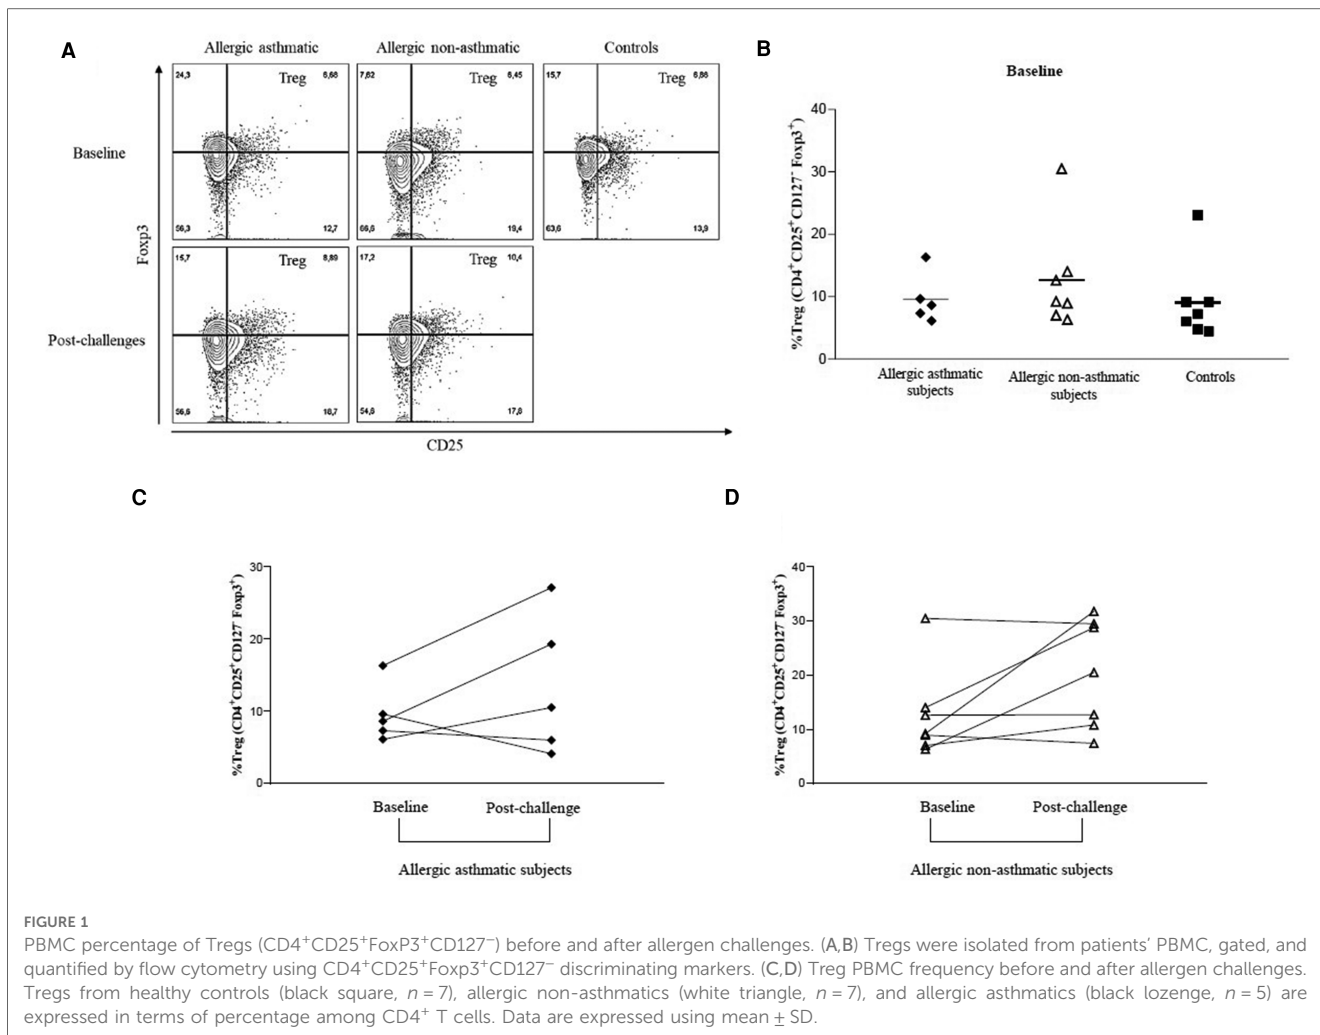 A
Allergic asthmatic
Allergic non-asthmatic
Controls
24,3
Treg
6,68
7,62
Treg
6,45
15,7
Treg
6,86
Baseline
56,3
12,7
66,6
19,4
63,6
13,9
Foxp3
15,7
Treg
8,89
17,2
Treg
10,4
Post-challenges
56,6
18,7
54,6
17,8
CD25
B
Baseline
%Treg (CD4+CD25+CD127- Foxp3+)
40
30
20
10
0
Allergic asthmatic
subjects
Allergic non-asthmatic
subjects
Controls
C
%Treg (CD4+CD25+CD127- Foxp3+)
30
20
10
0
Baseline
Post-challenge
Allergic asthmatic subjects
D
%Treg (CD4+CD25+CD127- Foxp3+)
40
30
20
10
0
Baseline
Post-challenge
Allergic non-asthmatic subjects
FIGURE 1
PBMC percentage of Tregs (CD4+CD25+FoxP3+CD127−) before and after allergen challenges. (A,B) Tregs were isolated from patients’ PBMC, gated, and
quantified by flow cytometry using CD4+CD25+Foxp3+CD127− discriminating markers. (C,D) Treg PBMC frequency before and after allergen challenges.
Tregs from healthy controls (black square, n = 7), allergic non-asthmatics (white triangle, n = 7), and allergic asthmatics (black lozenge, n = 5) are
expressed in terms of percentage among CD4+ T cells. Data are expressed using mean ± SD.